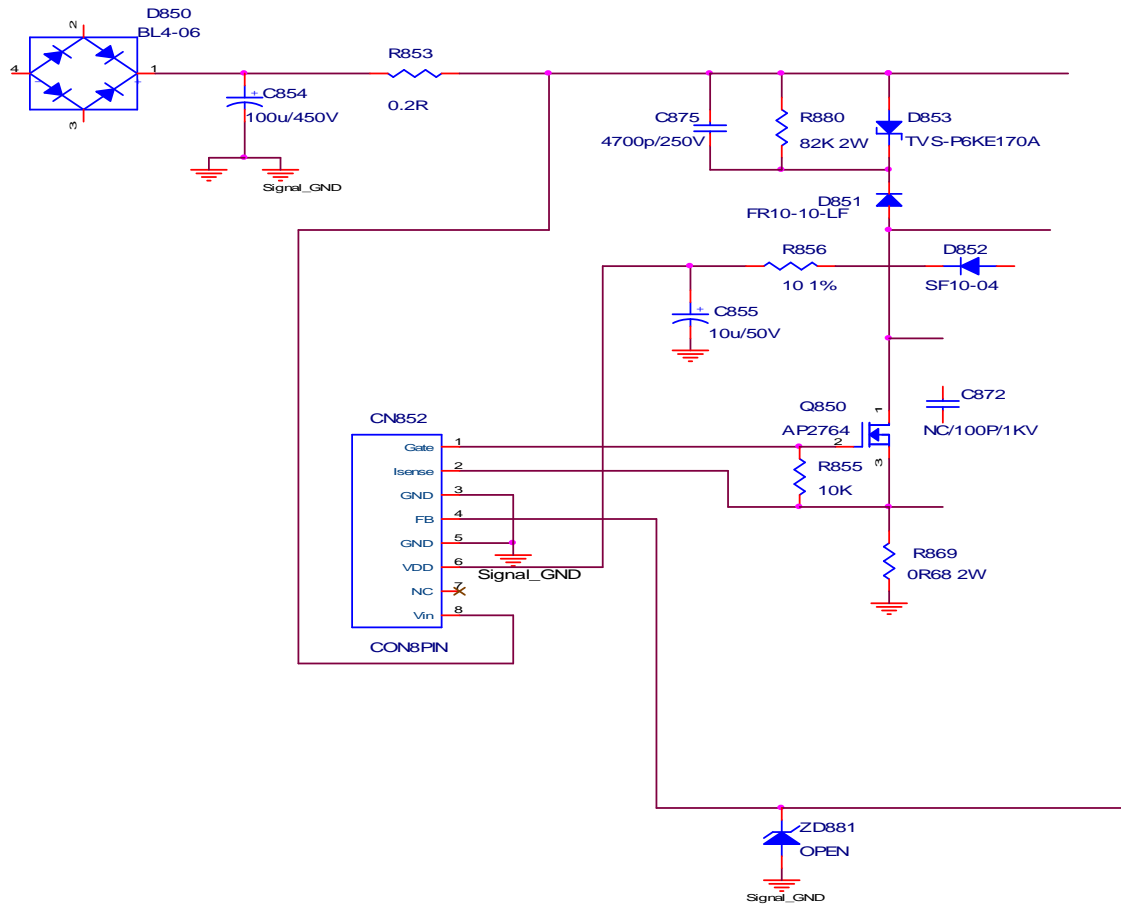 D850
BL4-06
2
4
1
3
-
+
R853
0.2R
+
C854
100u/450V
Signal_GND
C875
4700p/250V
R880
82K 2W
D853
TVS-P6KE170A
D851
FR10-10-LF
R856
10 1%
D852
SF10-04
+
C855
10u/50V
Q850
AP2764
1
2
3
C872
NC/100P/1KV
R855
10K
R869
0R68 2W
CN852
Gate 1
Isense 2
GND 3
FB 4
GND 5
VDD 6
NC 7
Vin 8
CON8PIN
Signal_GND
ZD881
OPEN
Signal_GND